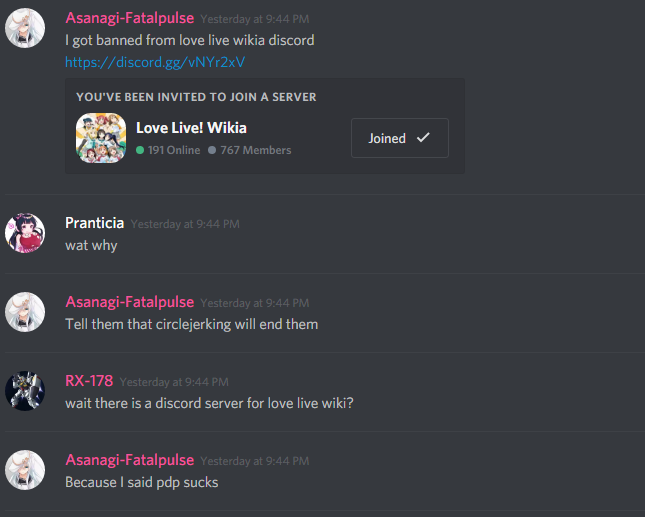 Asanagi-Fatalpulse Yesterday at 9:44 PM
I got banned from love live wikia discord
https://discord.gg/vNYr2xV
YOU'VE BEEN INVITED TO JOIN A SERVER
Love Live! Wikia
191 Online 767 Members
Joined
Pranticia Yesterday at 9:44 PM
wat why
Asanagi-Fatalpulse Yesterday at 9:44 PM
Tell them that circlejerking will end them
RX-178 Yesterday at 9:44 PM
wait there is a discord server for love live wiki?
Asanagi-Fatalpulse Yesterday at 9:44 PM
Because I said pdp sucks